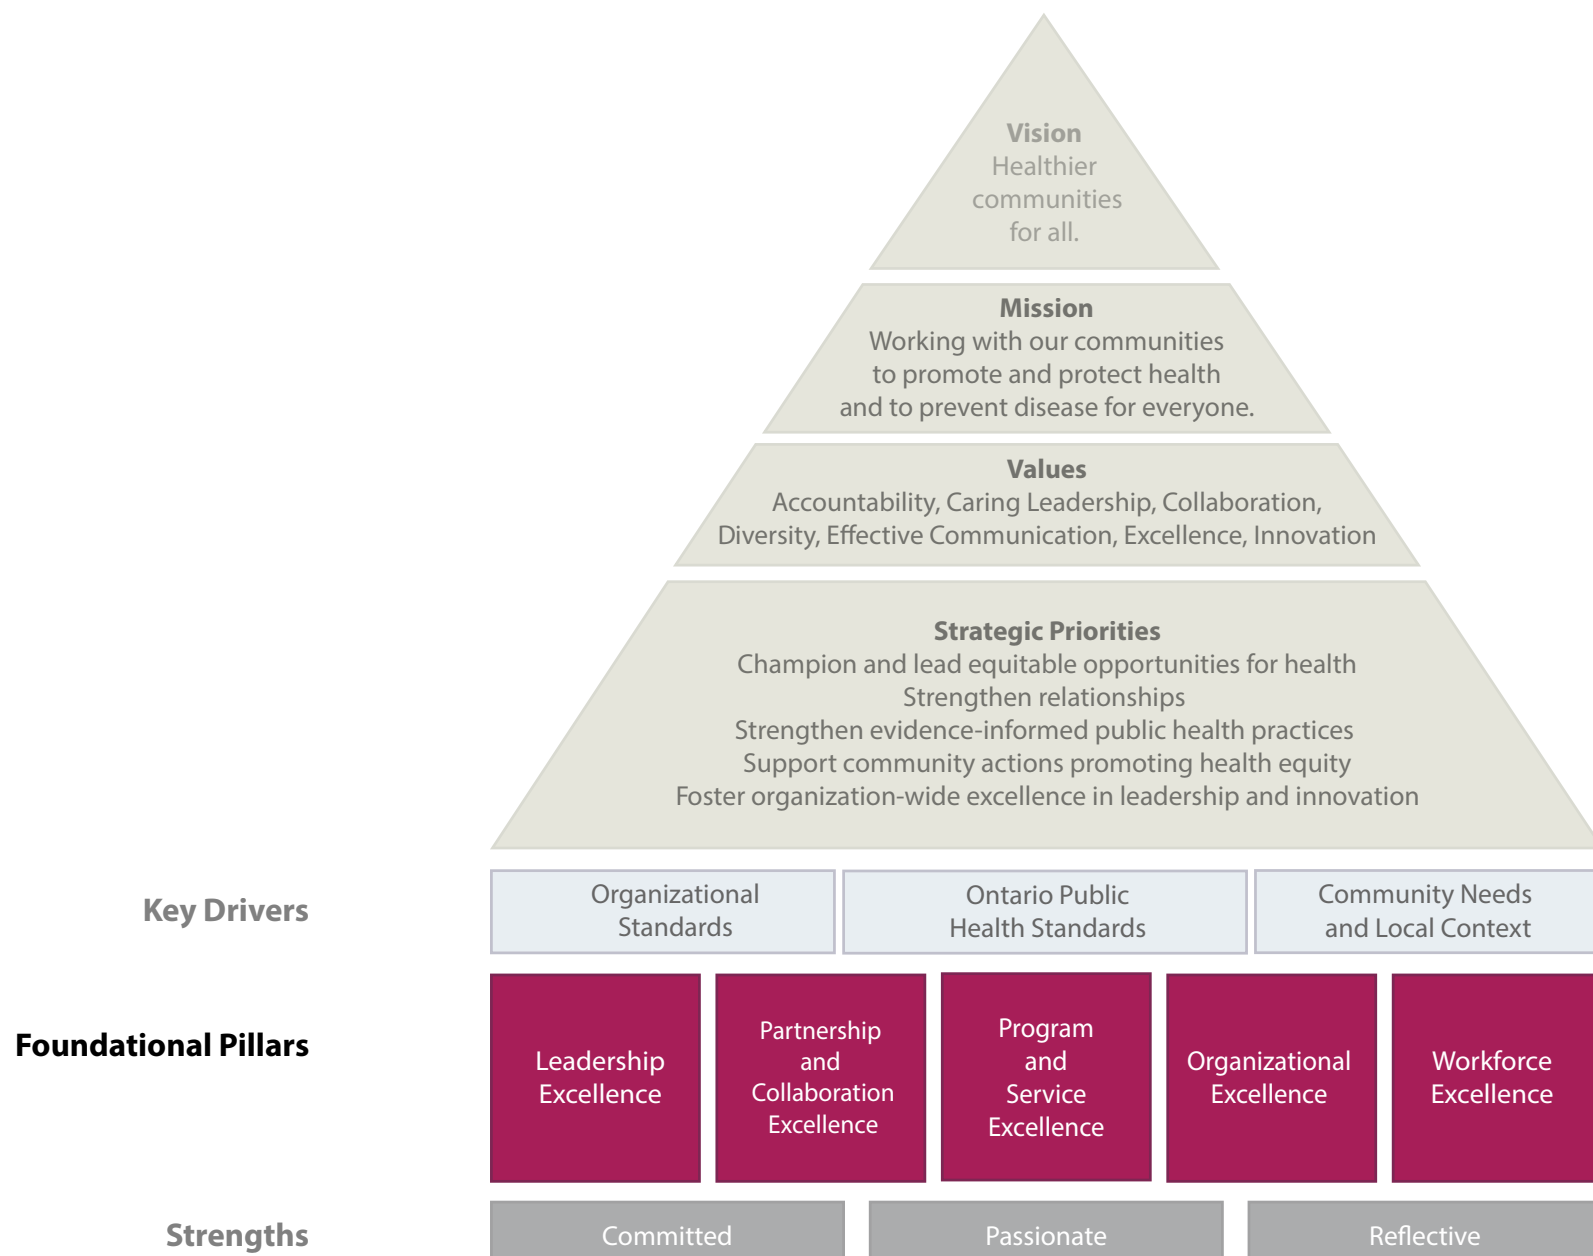 Vision
Healthier
communities
for all.
Mission
Working with our communities
to promote and protect health
and to prevent disease for everyone.
Values
Accountability, Caring Leadership, Collaboration,
Diversity, Effective Communication, Excellence, Innovation
Strategic Priorities
Champion and lead equitable opportunities for health
Strengthen relationships
Strengthen evidence-informed public health practices
Support community actions promoting health equity
Foster organization-wide excellence in leadership and innovation
Key Drivers
Organizational
Standards
Ontario Public
Health Standards
Community Needs
and Local Context
Foundational Pillars
Leadership
Excellence
Partnership
and
Collaboration
Excellence
Program
and
Service
Excellence
Organizational
Excellence
Workforce
Excellence
Strengths
Committed
Passionate
Reflective